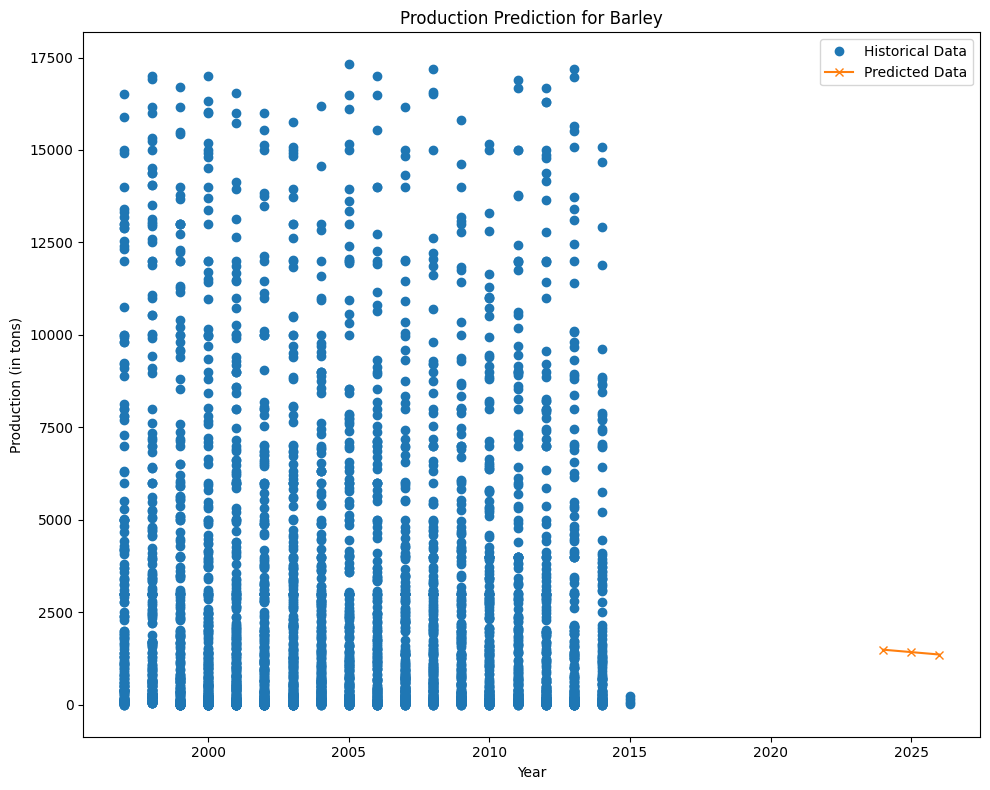 Production Prediction for Barley
Historical Data
Predicted Data
17500
15000
12500
10000
7500
5000
2500
0
Production (in tons)
2000
2005
2010
2015
2020
2025
Year